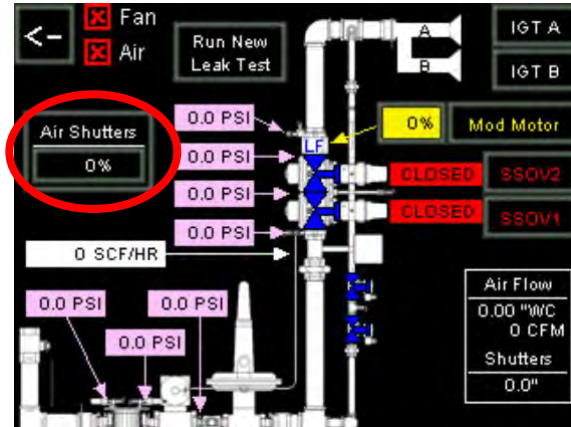 <-
Fan
Air
Run New
Leak Test
A
B
IGT A
IGT B
Air Shutters
0%
0.0 PSI
LF
0%
Mod Motor
0.0 PSI
CLOSED
SSOV2
0.0 PSI
CLOSED
SSOV1
0.0 PSI
0 SCF/HR
0.0 PSI
0.0 PSI
0.0 PSI
Air Flow
0.00 "WC
0 CFM
Shutters
0.0"